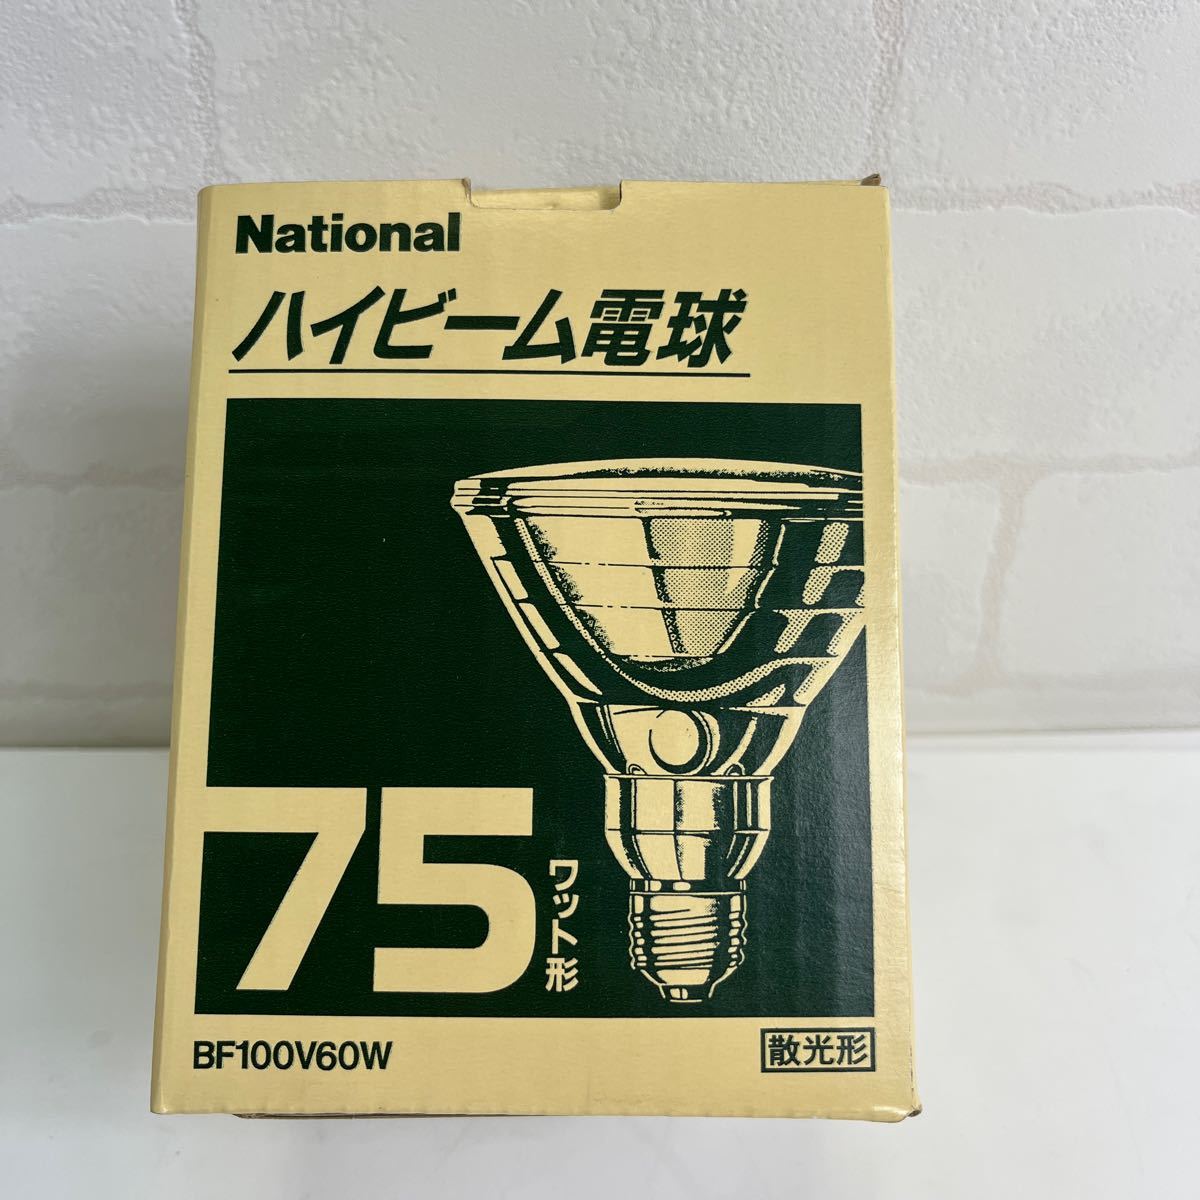 National
ハイビーム電球
75
ワット形
BF100V60W
散光形